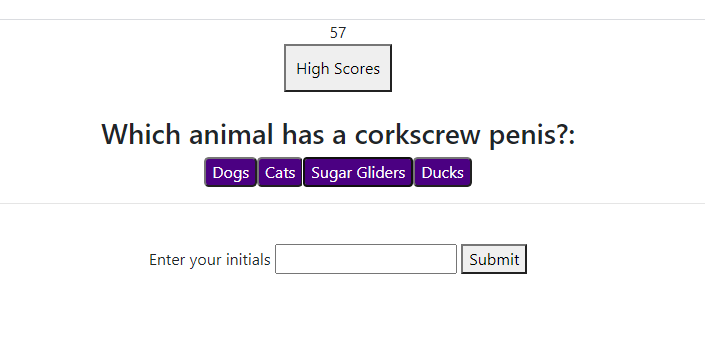 57
High Scores
Which animal has a corkscrew penis?:
Dogs Cats Sugar Gliders Ducks
Enter your initials Submit